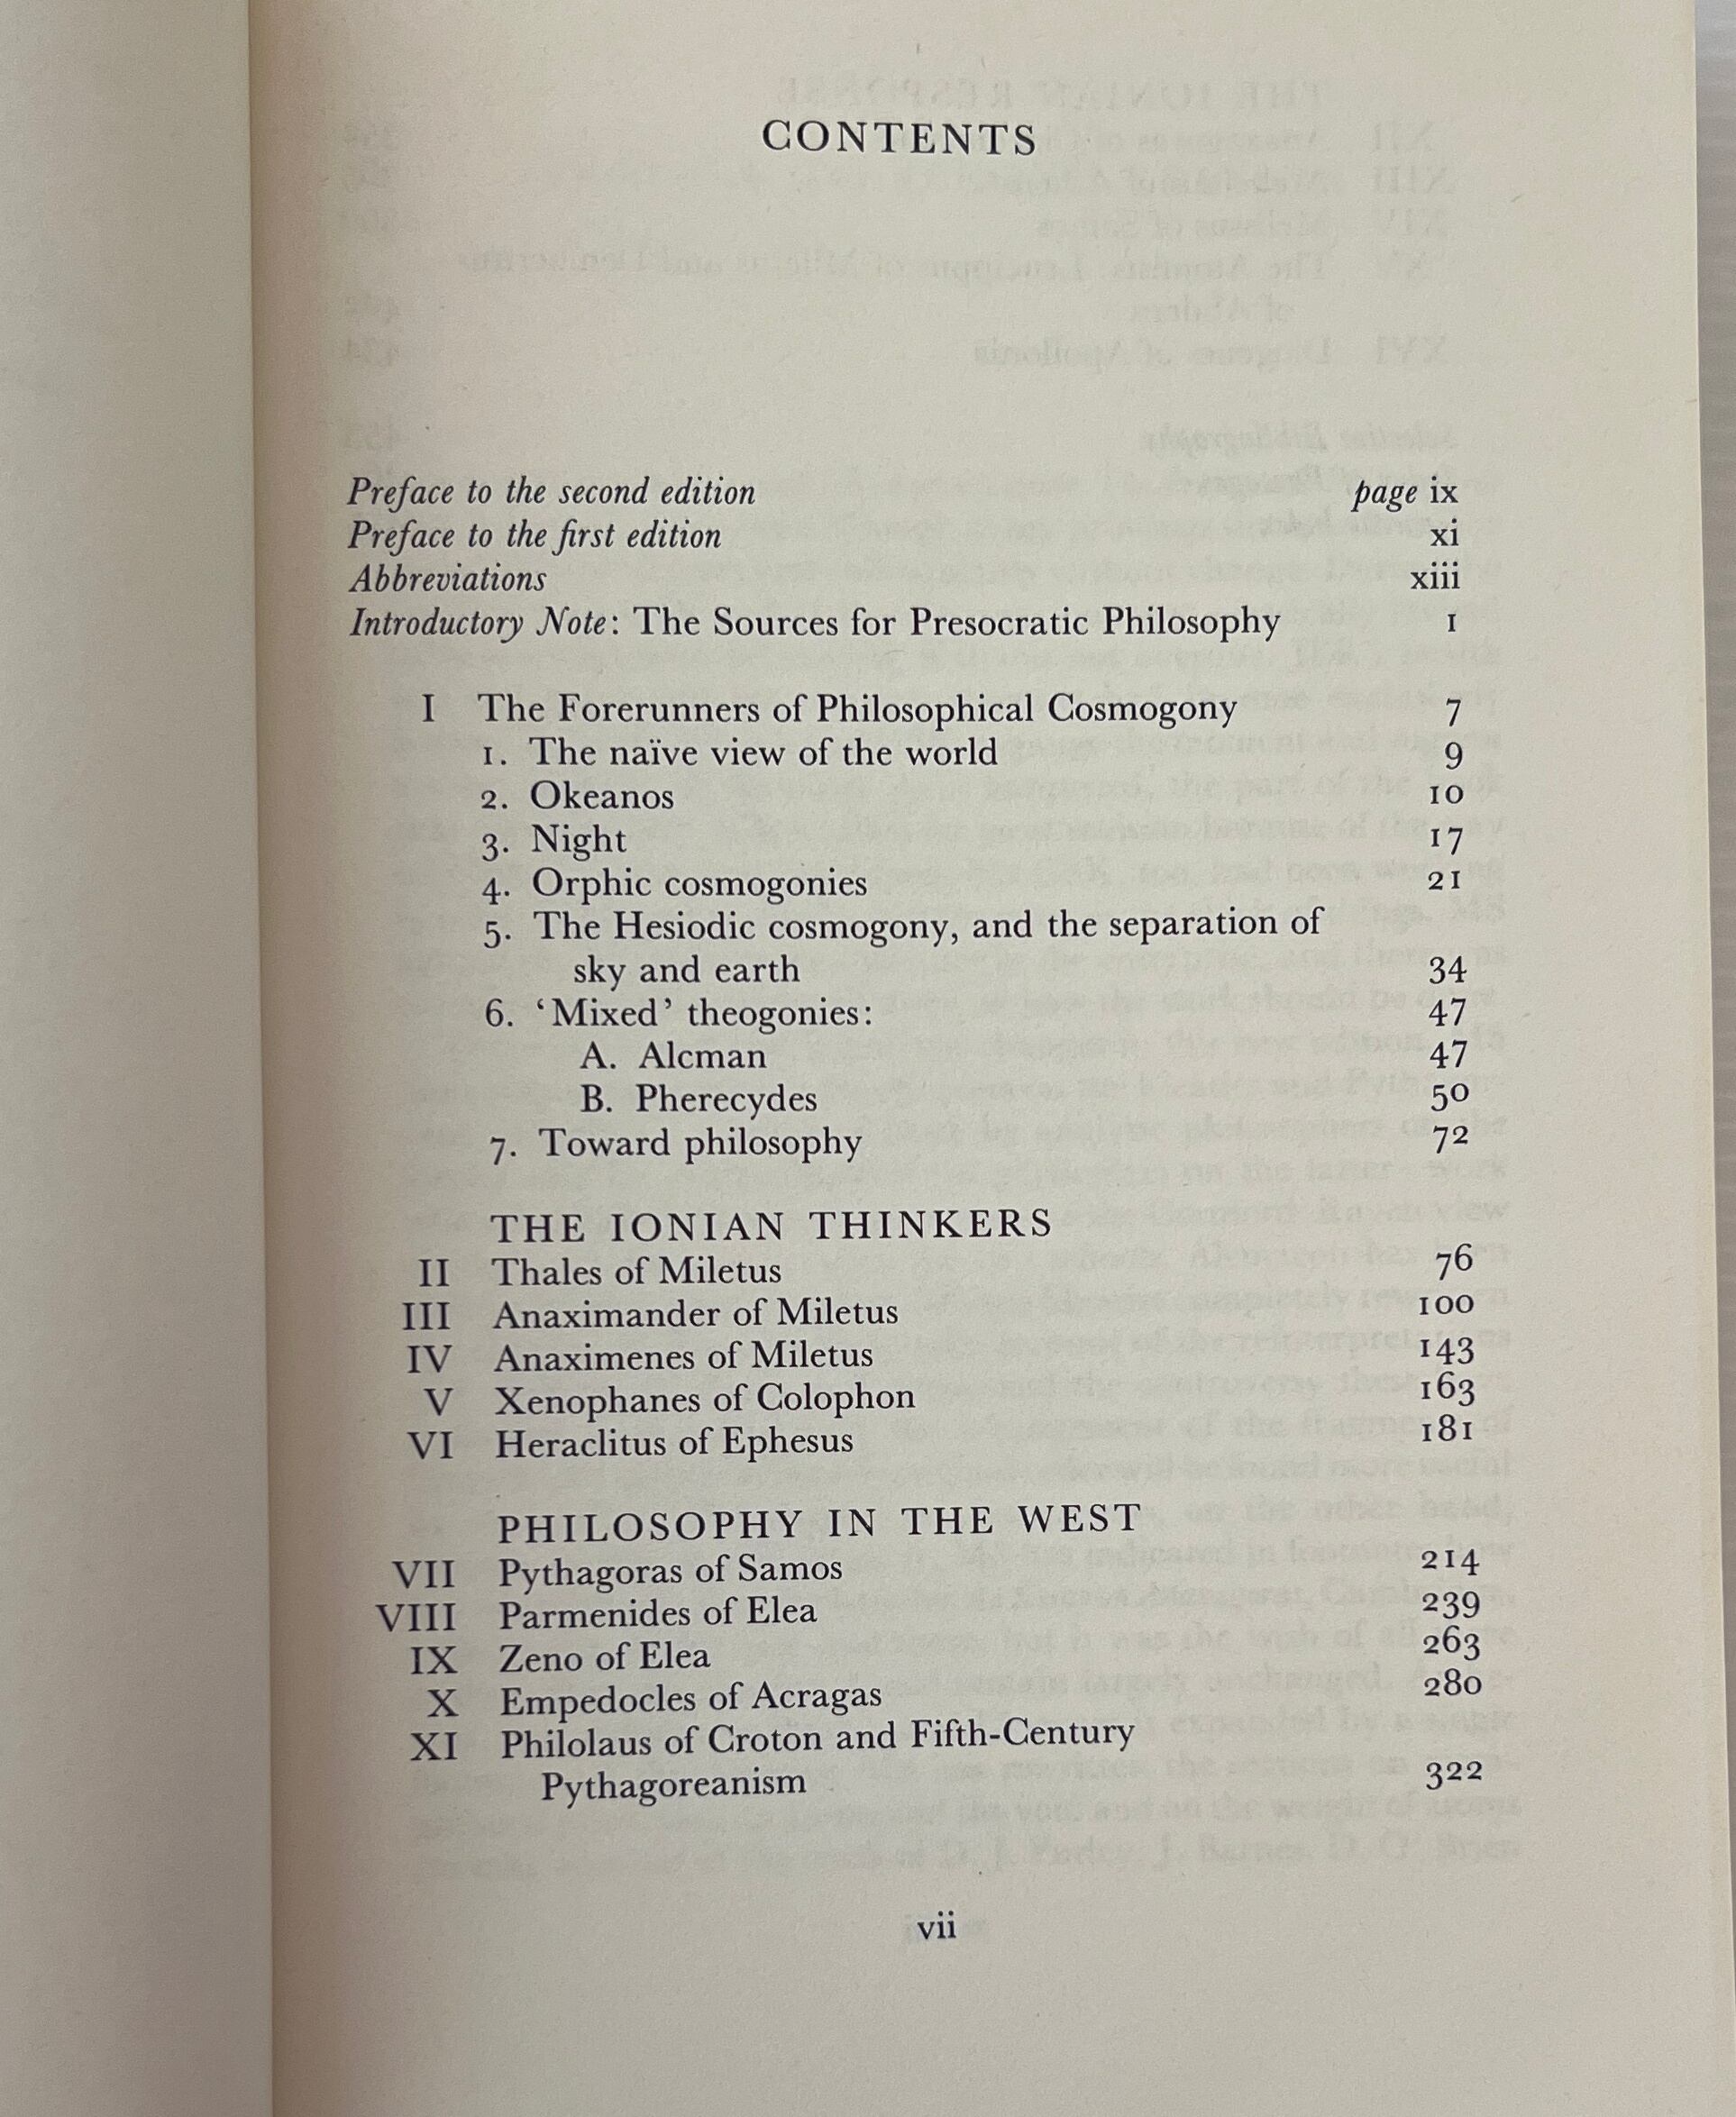 CONTENTS
Preface to the second edition page ix
Preface to the first edition xi
Abbreviations xiii
Introductory Note: The Sources for Presocratic Philosophy 1
I The Forerunners of Philosophical Cosmogony 7
1. The naïve view of the world 9
2. Okeanos 10
3. Night 17
4. Orphic cosmogonies 21
5. The Hesiodic cosmogony, and the separation of
sky and earth 34
6. ‘Mixed’ theogonies: 47
A. Alcman 47
B. Pherecydes 50
7. Toward philosophy 72
THE IONIAN THINKERS
II Thales of Miletus 76
III Anaximander of Miletus 100
IV Anaximenes of Miletus 143
V Xenophanes of Colophon 163
VI Heraclitus of Ephesus 181
PHILOSOPHY IN THE WEST
VII Pythagoras of Samos 214
VIII Parmenides of Elea 239
IX Zeno of Elea 263
X Empedocles of Acragas 280
XI Philolaus of Croton and Fifth-Century
Pythagoreanism 322
vii